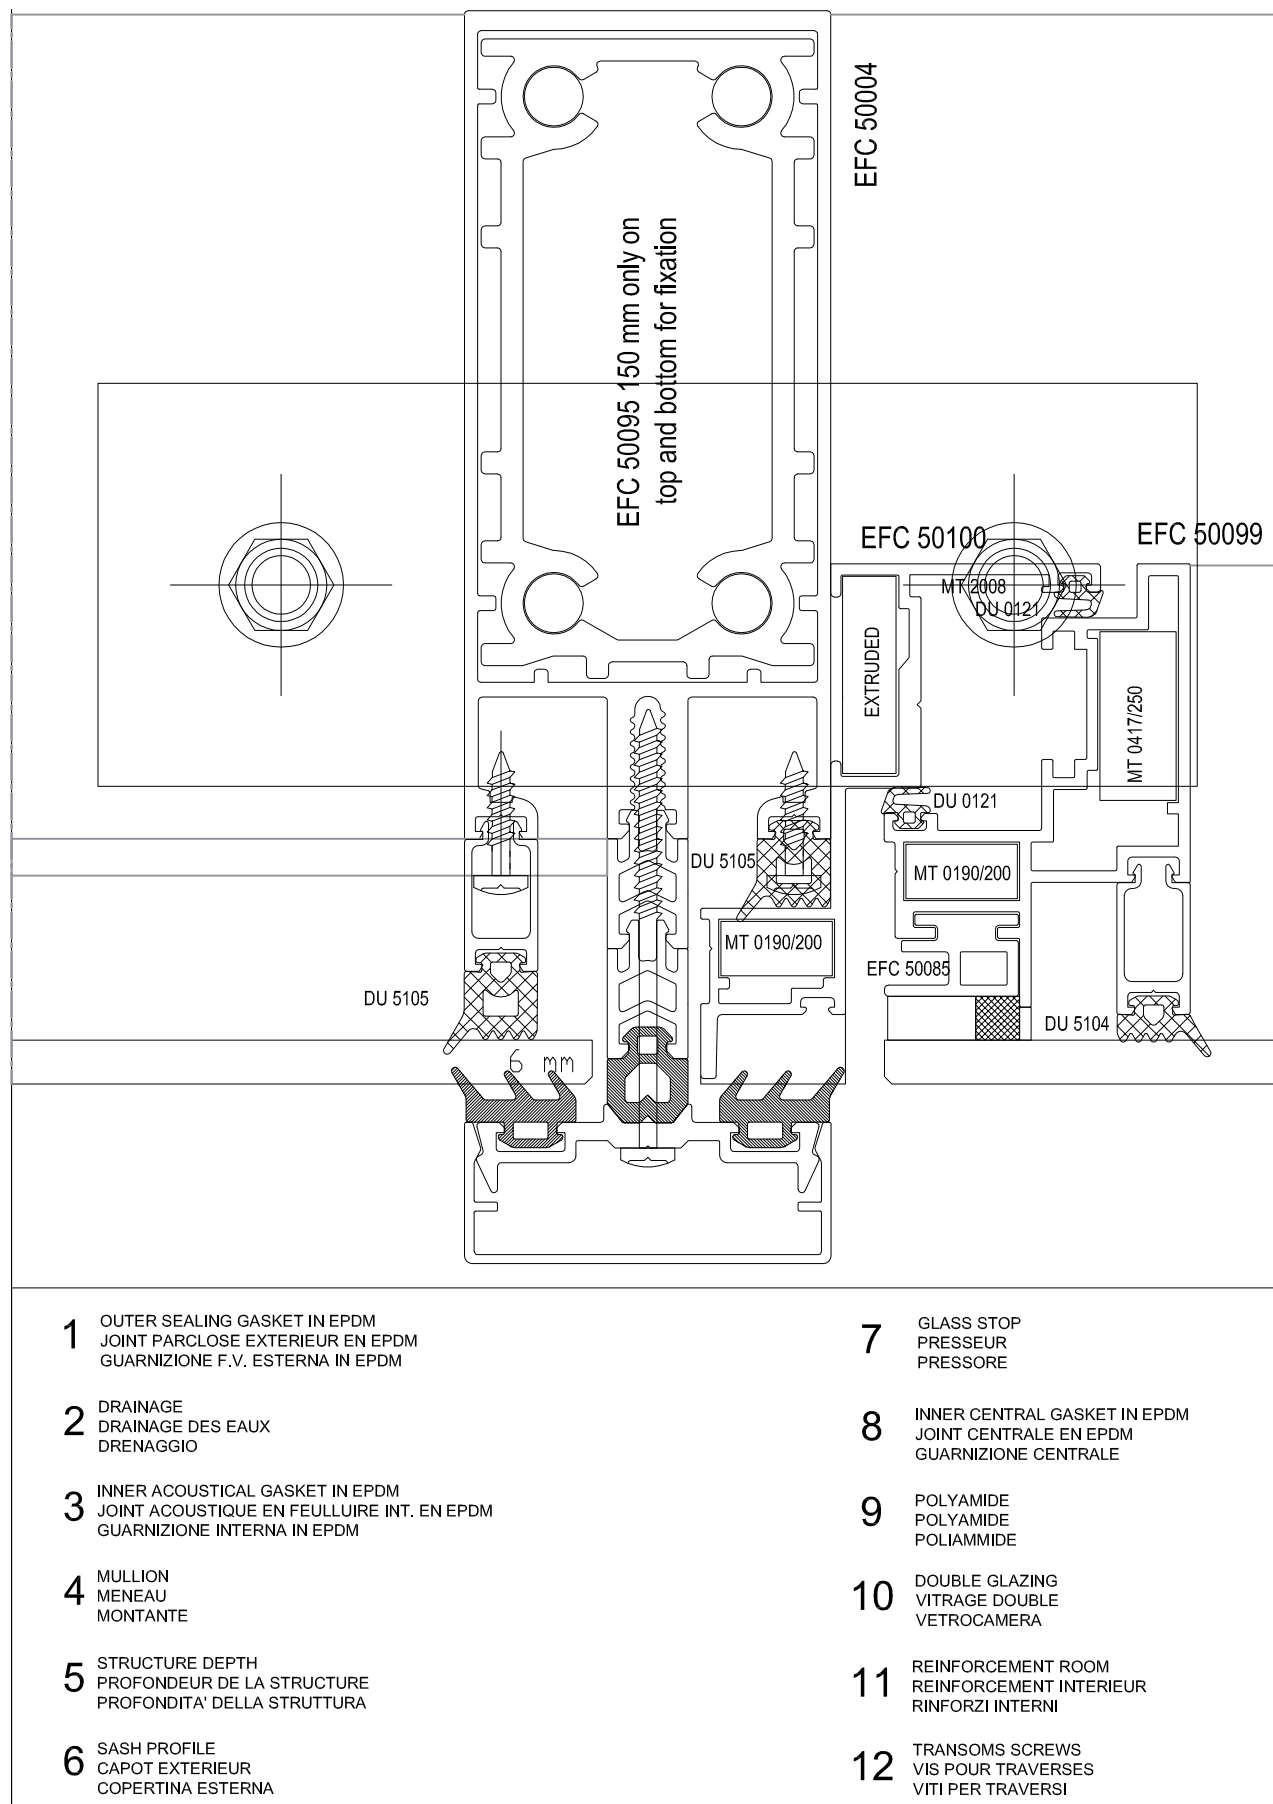 EFC 50004
EFC 50095 150 mm only on
top and bottom for fixation
EFC 50100
EFC 50099
MT 2008
DU 0121
EXTRUDED
MT 0417/250
DU 0121
DU 5105
MT 0190/200
MT 0190/200
EFC 50085
DU 5105
DU 5104
6 mm
1 OUTER SEALING GASKET IN EPDM
JOINT PARCLOSE EXTERIEUR EN EPDM
GUARNIZIONE F.V. ESTERNA IN EPDM
2 DRAINAGE
DRAINAGE DES EAUX
DRENAGGIO
3 INNER ACOUSTICAL GASKET IN EPDM
JOINT ACOUSTIQUE EN FEULLUIRE INT. EN EPDM
GUARNIZIONE INTERNA IN EPDM
4 MULLION
MENEAU
MONTANTE
5 STRUCTURE DEPTH
PROFONDEUR DE LA STRUCTURE
PROFONDITA' DELLA STRUTTURA
6 SASH PROFILE
CAPOT EXTERIEUR
COPERTINA ESTERNA
7 GLASS STOP
PRESSEUR
PRESSORE
8 INNER CENTRAL GASKET IN EPDM
JOINT CENTRALE EN EPDM
GUARNIZIONE CENTRALE
9 POLYAMIDE
POLYAMIDE
POLIAMMIDE
10 DOUBLE GLAZING
VITRAGE DOUBLE
VETROCAMERA
11 REINFORCEMENT ROOM
REINFORCEMENT INTERIEUR
RINFORZI INTERNI
12 TRANSOMS SCREWS
VIS POUR TRAVERSES
VITI PER TRAVERSI